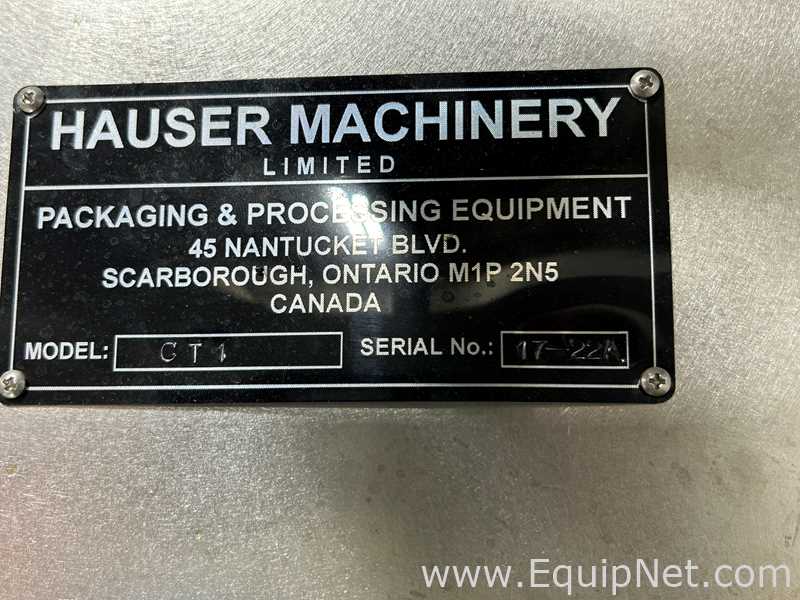 HAUSER MACHINERY
LIMITED
PACKAGING & PROCESSING EQUIPMENT
45 NANTUCKET BLVD.
SCARBOROUGH, ONTARIO M1P 2N5
CANADA
MODEL: CT1 SERIAL No.: 17-22A
www.EquipNet.com